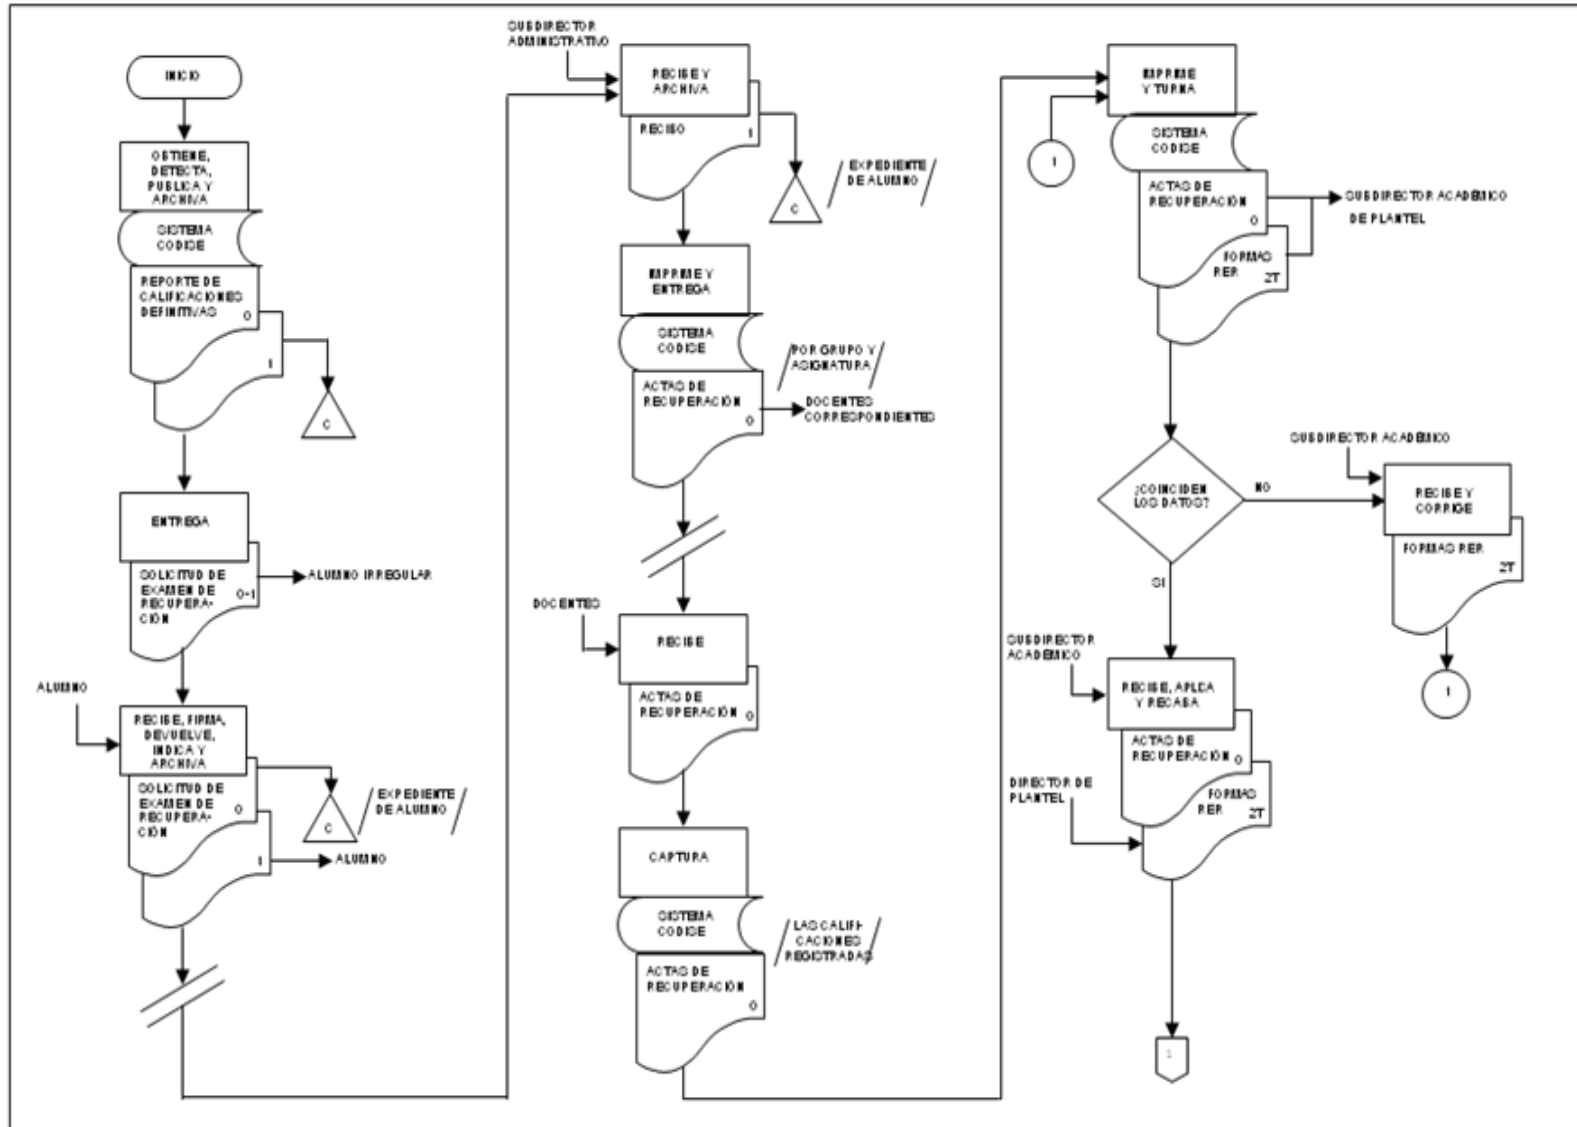 INICIO
OBTIENE,
DETECTA,
PUBLICA Y
ARCHIVA
SISTEMA
CODISE
REPORTE DE
CALIFICACIONES
DEFINITIVAS
0
1
C
ENTREGA
SOLICITUD DE
EXAMEN DE
RECUPERA-
CIÓN
0-1
ALUMNO IRREGULAR
ALUMNO
RECIBE, FIRMA,
DEVUELVE,
INDICA Y
ARCHIVA
SOLICITUD DE
EXAMEN DE
RECUPERA-
CIÓN
0
1
C
EXPEDIENTE
DE ALUMNO
ALUMNO
SUBDIRECTOR
ADMINISTRATIVO
RECIBE Y
ARCHIVA
RECIBO
1
C
EXPEDIENTE
DE ALUMNO
IMPRIME Y
ENTREGA
SISTEMA
CODISE
POR GRUPO Y
ASIGNATURA
ACTAS DE
RECUPERACIÓN
0
DOCENTES
CORRESPONDIENTES
DOCENTES
RECIBE
ACTAS DE
RECUPERACIÓN
0
CAPTURA
SISTEMA
CODISE
LAS CALIFI-
CACIONES
REGISTRADAS
ACTAS DE
RECUPERACIÓN
0
IMPRIME
Y TURNA
1
SISTEMA
CODISE
ACTAS DE
RECUPERACIÓN
0
FORMAS
RER
2T
SUBDIRECTOR ACADÉMICO
DE PLANTEL
¿COINCIDEN
LOS DATOS?
NO
SI
SUBDIRECTOR ACADÉMICO
RECIBE Y
CORRIGE
FORMAS RER
2T
1
SUBDIRECTOR
ACADÉMICO
RECIBE, APLICA
Y RECABA
ACTAS DE
RECUPERACIÓN
0
FORMAS
RER
2T
DIRECTOR DE
PLANTEL
1